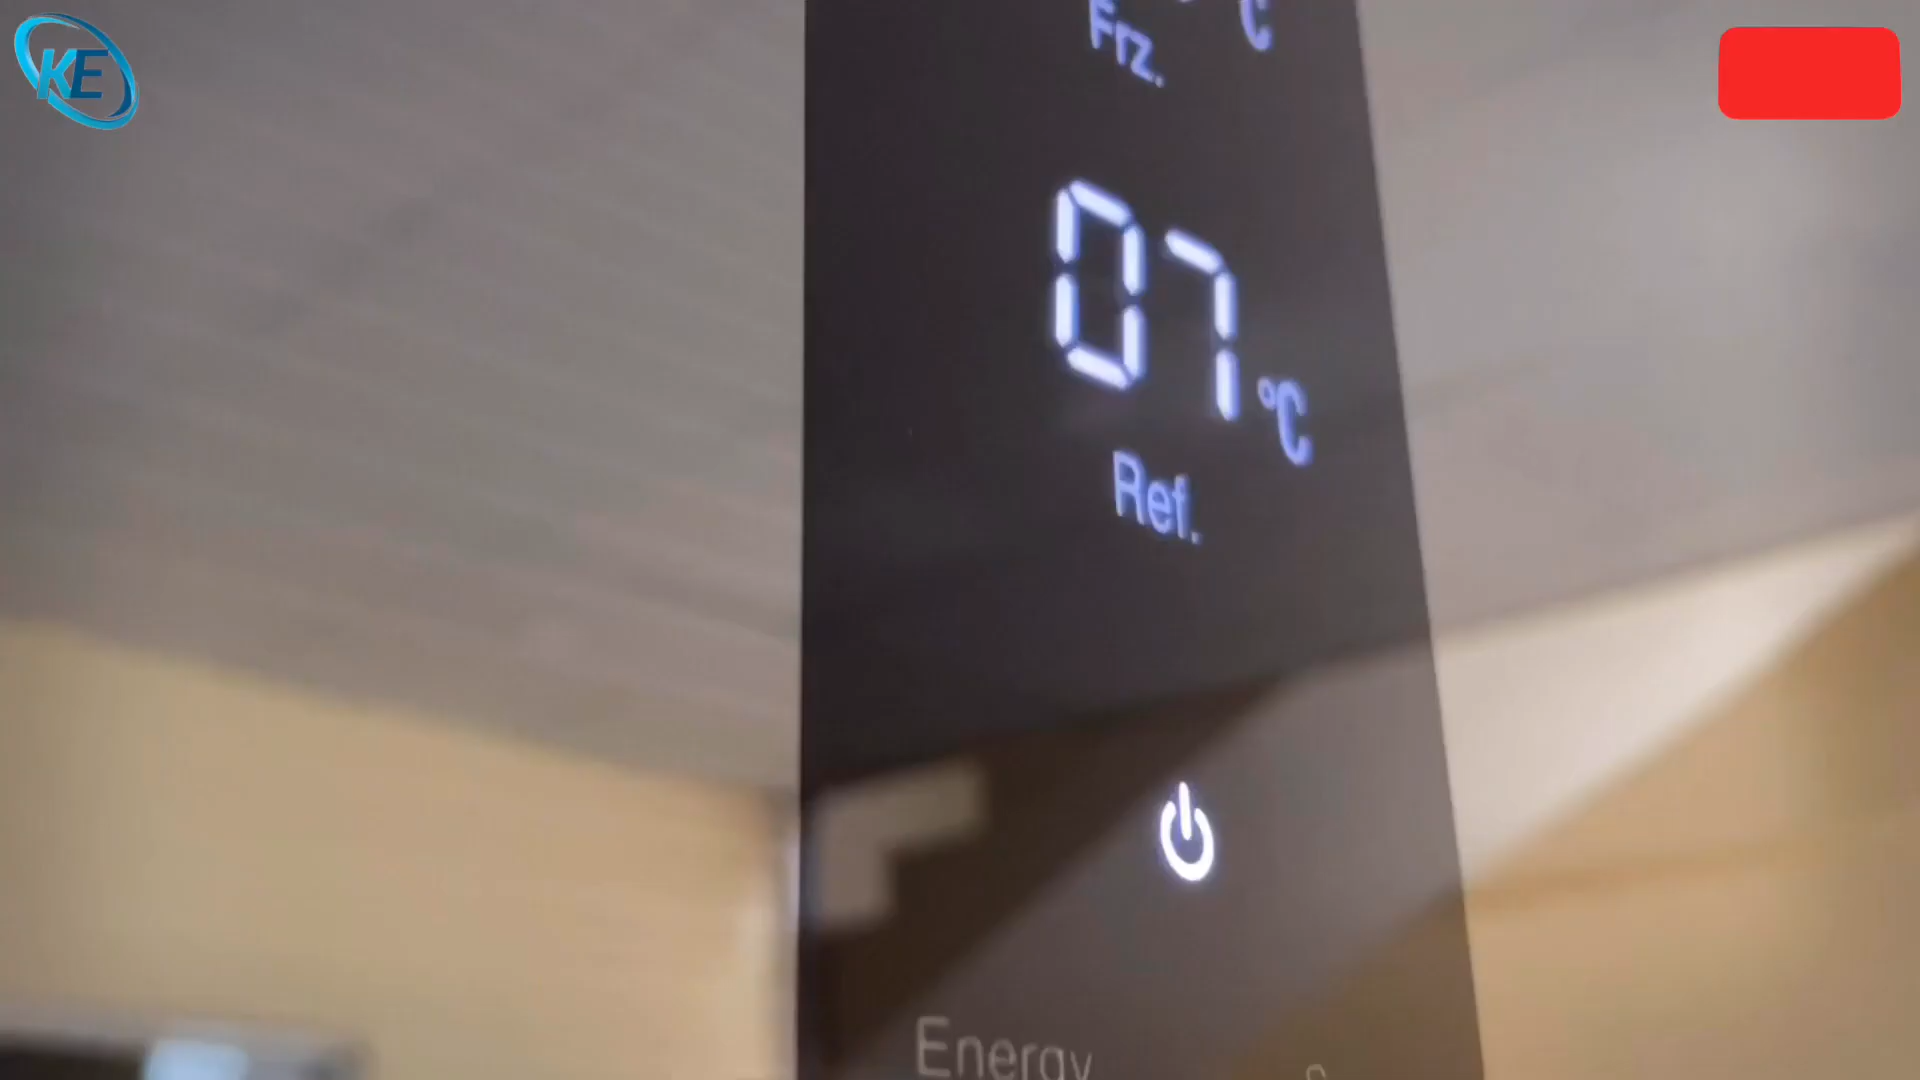 KE
°C
Frz.
07 °C
Ref.
Energy